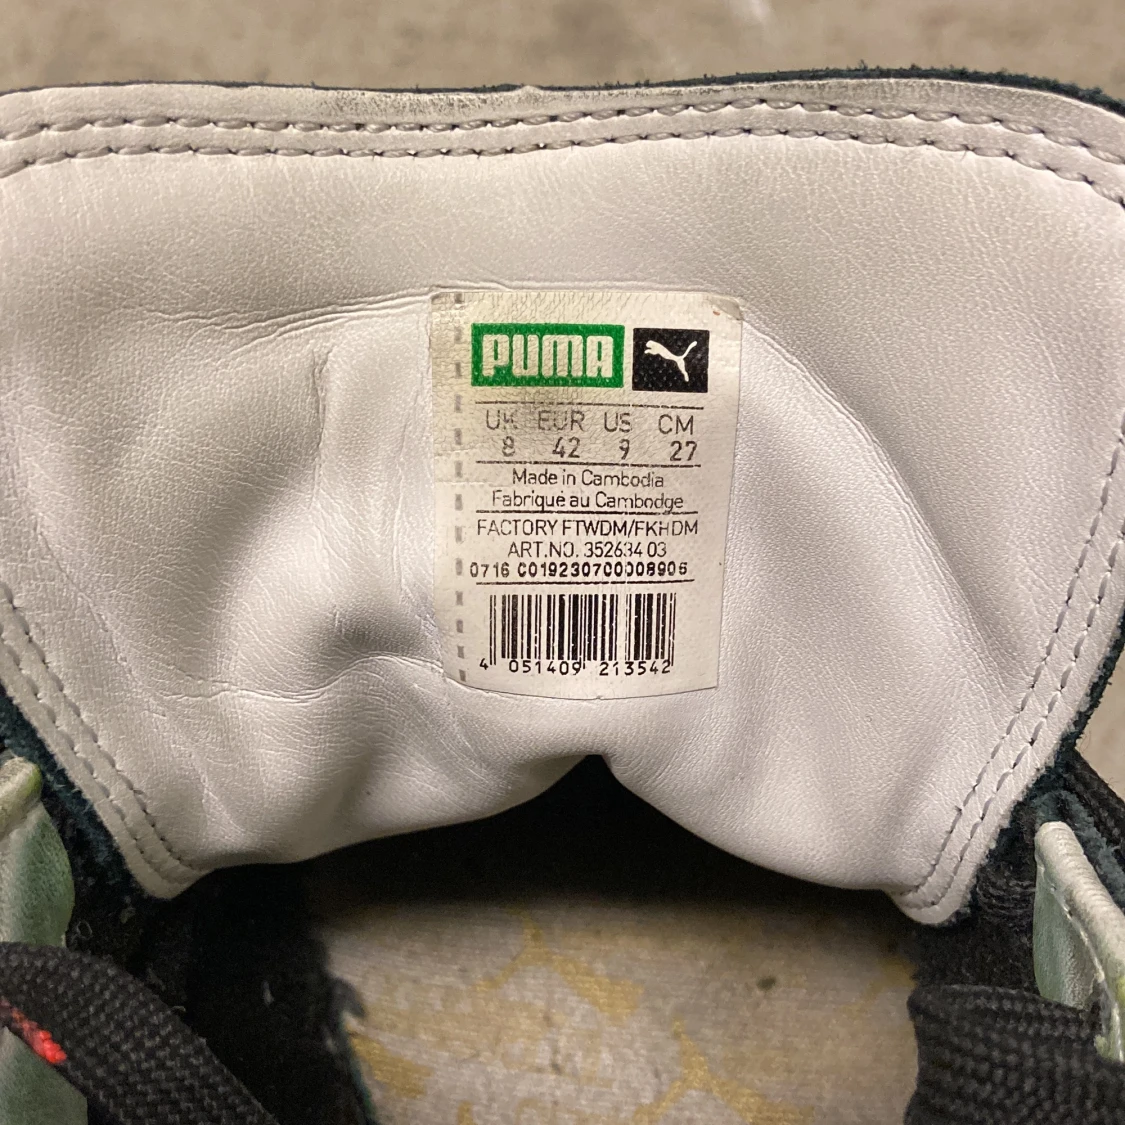 PUMA
UK EUR US CM
8 42 9 27
Made in Cambodia
Fabriqué au Cambodge
FACTORY FTWDM/FKHDM
ART.NO. 352634 03
0716 C019230700008906
4 051409 213542